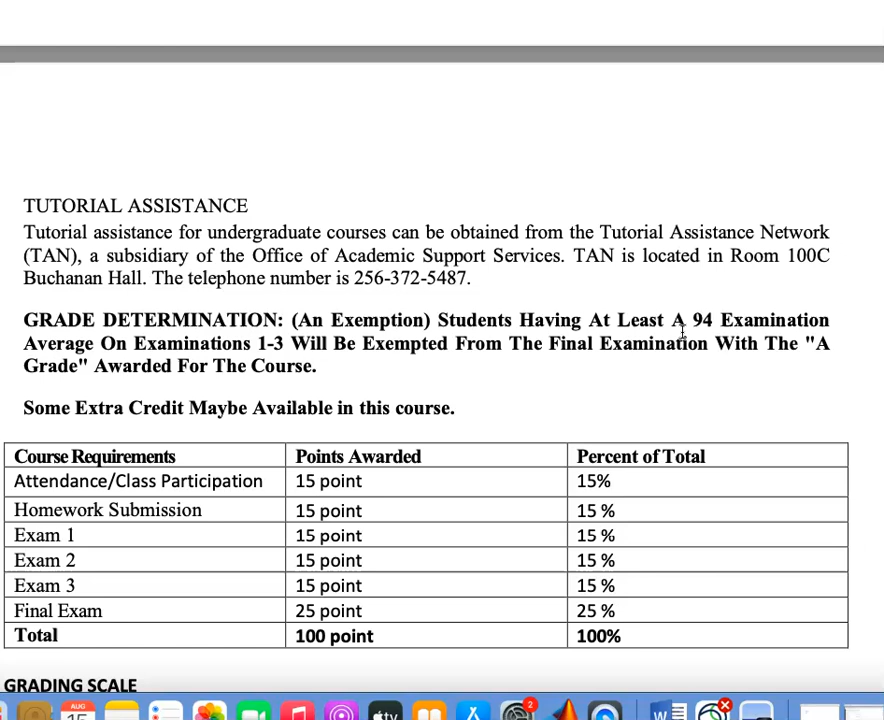 TUTORIAL ASSISTANCE
Tutorial assistance for undergraduate courses can be obtained from the Tutorial Assistance Network
(TAN), a subsidiary of the Office of Academic Support Services. TAN is located in Room 100C
Buchanan Hall. The telephone number is 256-372-5487.
GRADE DETERMINATION: (An Exemption) Students Having At Least A 94 Examination
Average On Examinations 1-3 Will Be Exempted From The Final Examination With The "A
Grade" Awarded For The Course.
Some Extra Credit Maybe Available in this course.
Course Requirements Points Awarded Percent of Total
Attendance/Class Participation 15 point 15%
Homework Submission 15 point 15 %
Exam 1 15 point 15 %
Exam 2 15 point 15 %
Exam 3 15 point 15 %
Final Exam 25 point 25 %
Total 100 point 100%
GRADING SCALE
AUG
2
tv
W